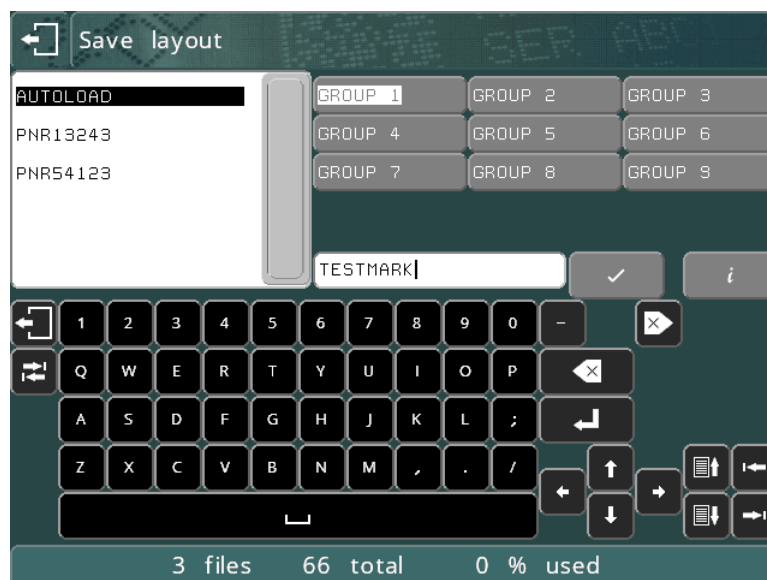 Save layout
AUTOLOAD
PNR13243
PNR54123
GROUP 1 GROUP 2 GROUP 3
GROUP 4 GROUP 5 GROUP 6
GROUP 7 GROUP 8 GROUP 9
TESTMARK
i
1 2 3 4 5 6 7 8 9 0 -
Q W E R T Y U I O P
A S D F G H J K L ;
Z X C V B N M , . /
3 files 66 total 0 % used